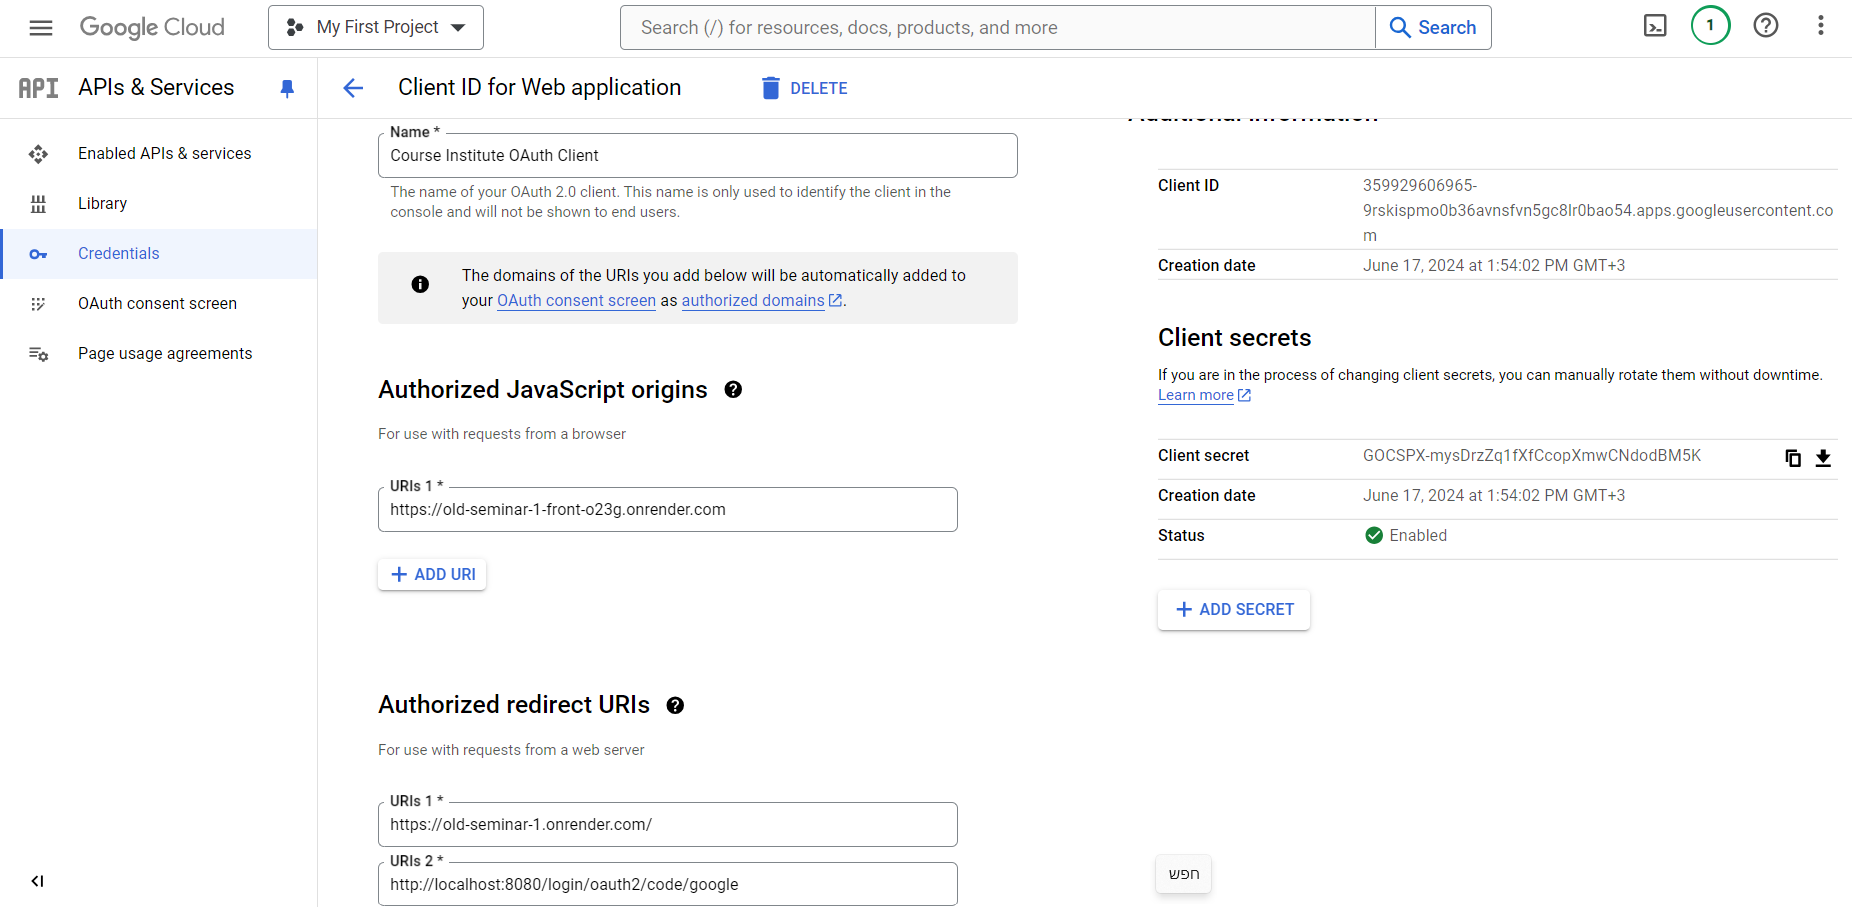 Google Cloud
My First Project
Search (/) for resources, docs, products, and more
Search
1
API
APIs & Services
Client ID for Web application
DELETE
Enabled APIs & services
Library
Credentials
OAuth consent screen
Page usage agreements
Name *
Course Institute OAuth Client
The name of your OAuth 2.0 client. This name is only used to identify the client in the
console and will not be shown to end users.
The domains of the URIs you add below will be automatically added to
your OAuth consent screen as authorized domains.
Authorized JavaScript origins
For use with requests from a browser
URIs 1 *
https://old-seminar-1-front-o23g.onrender.com
ADD URI
Authorized redirect URIs
For use with requests from a web server
URIs 1 *
https://old-seminar-1.onrender.com/
URIs 2 *
http://localhost:8080/login/oauth2/code/google
Additional information
Client ID
359929606965-
9rskispmo0b36avnsfvn5gc8lr0bao54.apps.googleusercontent.co
m
Creation date
June 17, 2024 at 1:54:02 PM GMT+3
Client secrets
If you are in the process of changing client secrets, you can manually rotate them without downtime.
Learn more
Client secret
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
Creation date
June 17, 2024 at 1:54:02 PM GMT+3
Status
Enabled
ADD SECRET
חפש